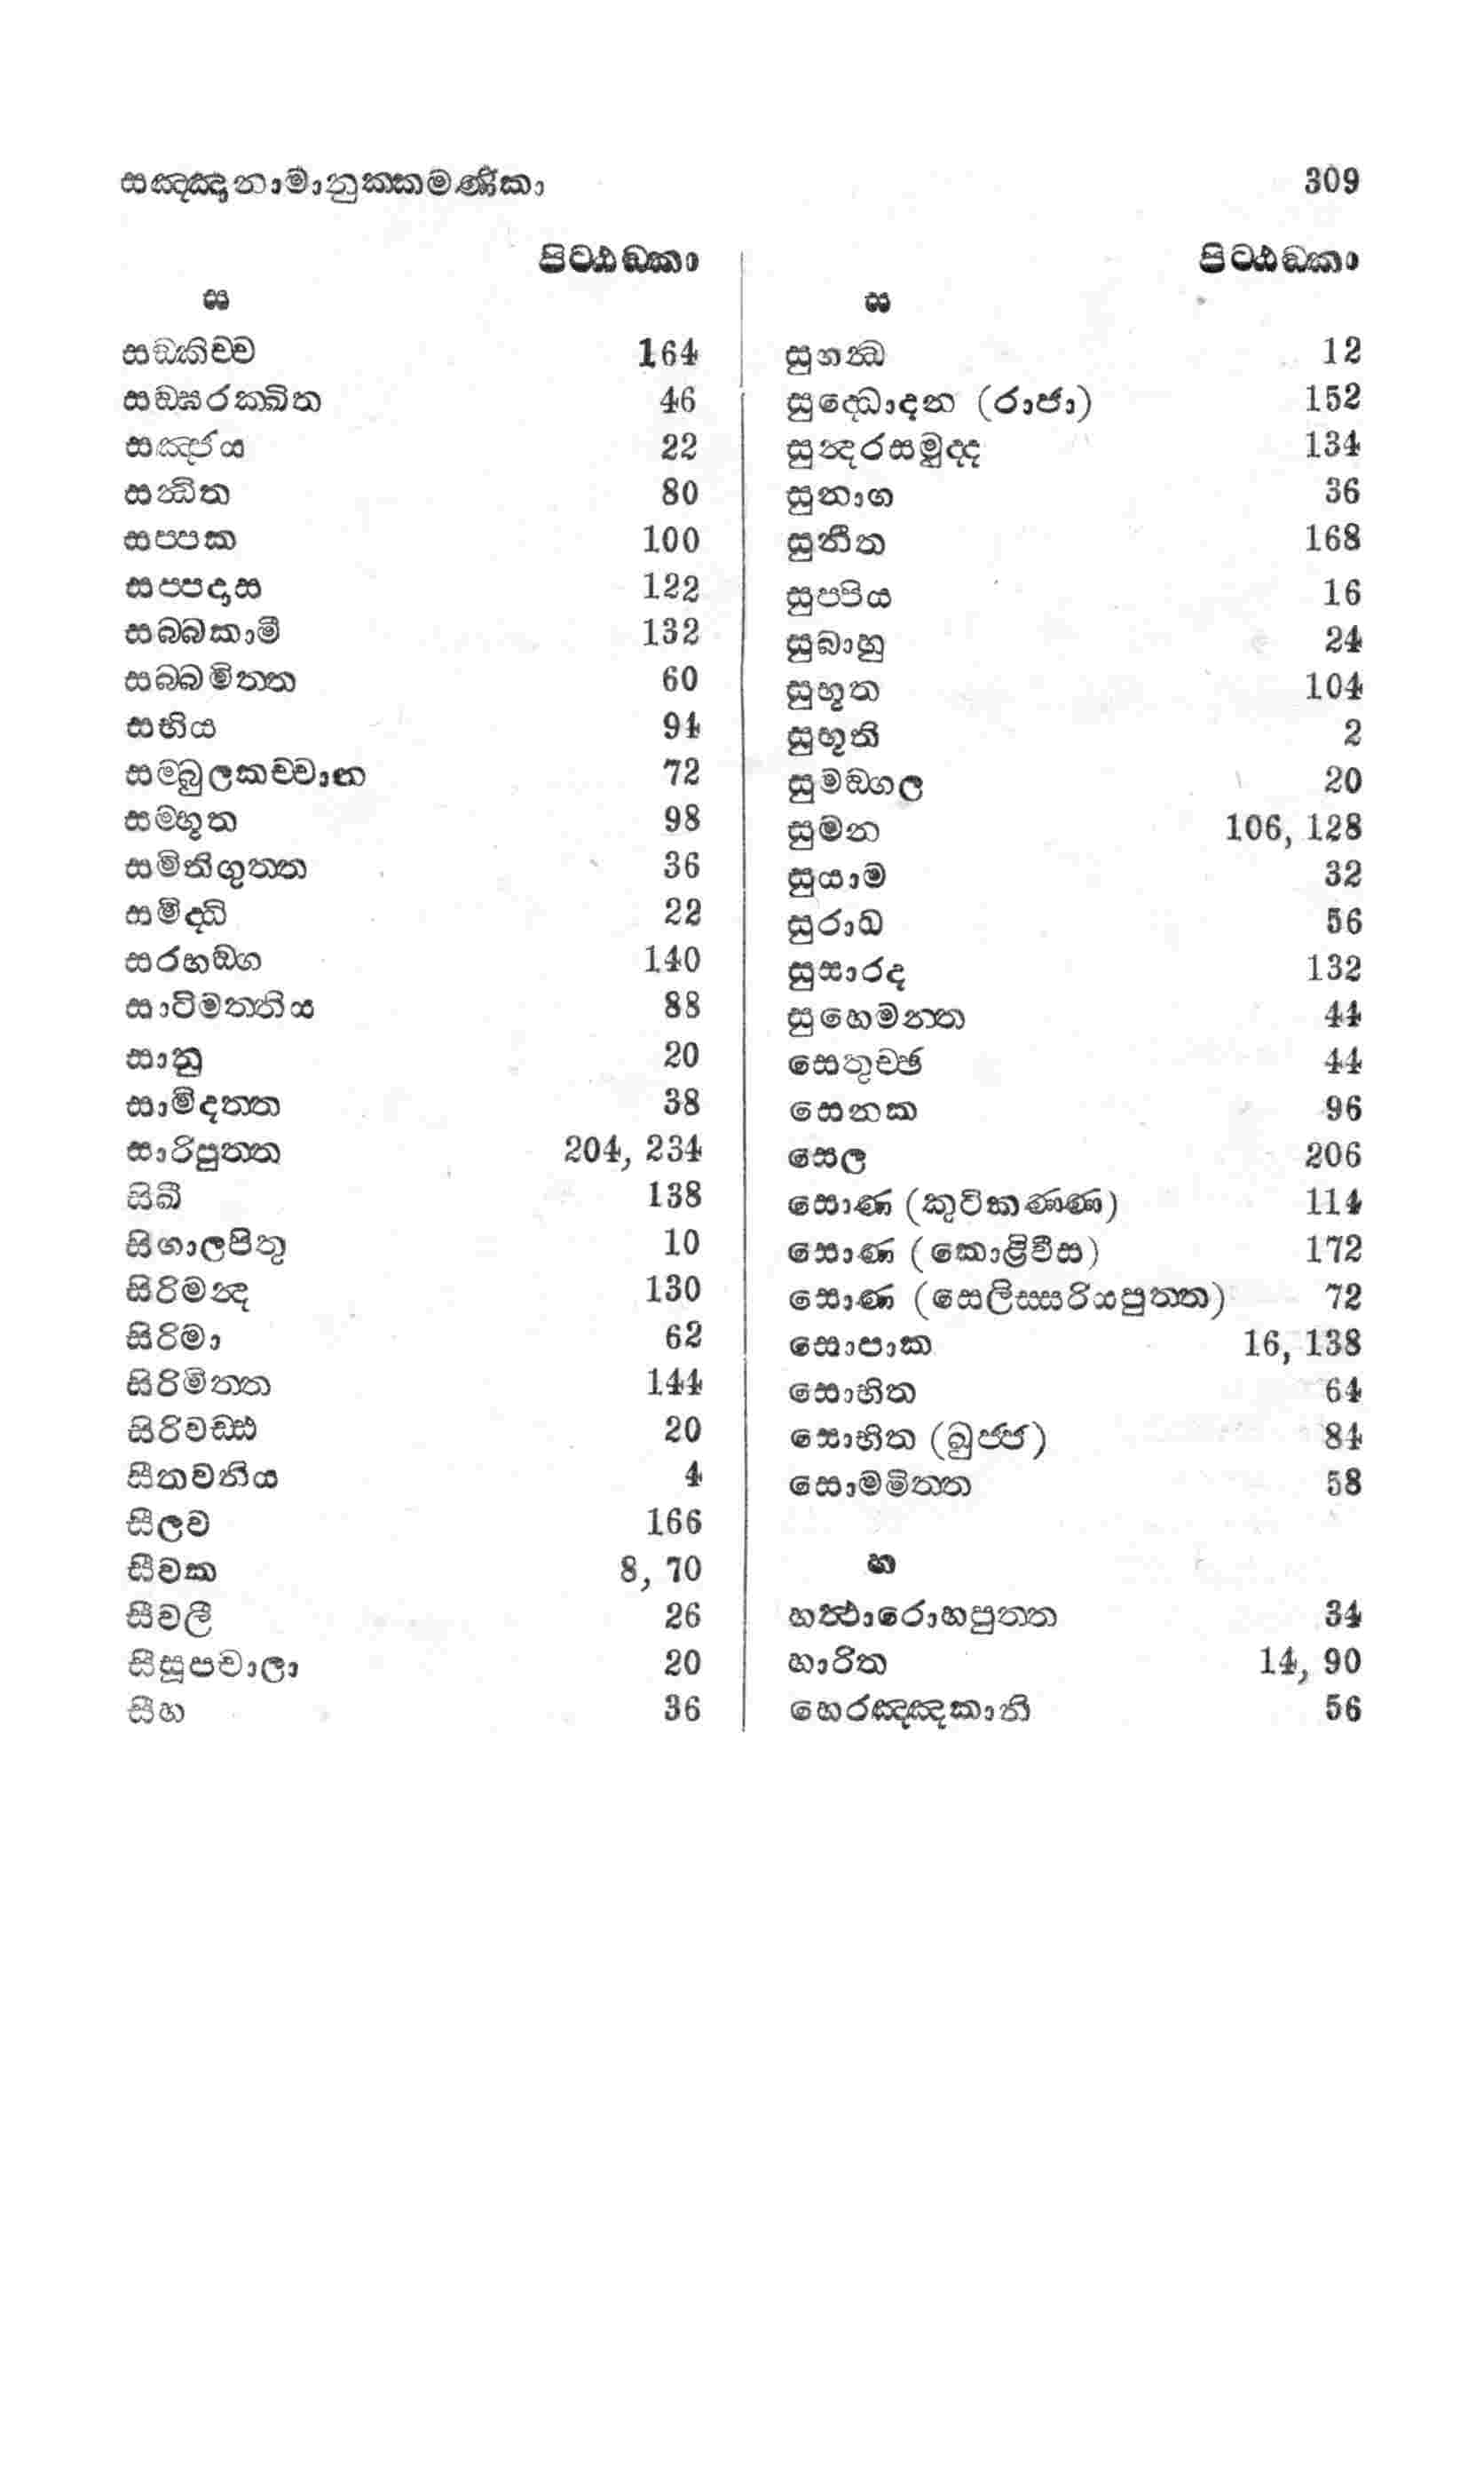 සඤ්ඤානාමානුක්කමණිකා 309
පිට්ඨඞ්කා
ස
සඞ්කිච්ච 164
සඞ්ඝරක්ඛිත 46
සඤ්ජය 22
සන්ධිත 80
සප්පක 100
සප්පදාස 122
සබ්බකාමී 132
සබ්බමිත්ත 60
සභිය 94
සම්බුලකච්චාන 72
සම්භූත 98
සමිතිගුත්ත 36
සමිද්ධි 22
සරභඞ්ග 140
සාටිමත්තිය 88
සානු 20
සාමිදත්ත 38
සාරිපුත්ත 204, 234
සිඛී 138
සිගාලපිතු 10
සිරිමන්ද 130
සිරිමා 62
සිරිමිත්ත 144
සිරිවඩ්ඪ 20
සීතවනිය 4
සීලව 166
සීවක 8, 70
සීවලී 26
සීසූපචාලා 20
සීහ 36
පිට්ඨඞ්කා
ස
සුගන්ධ 12
සුද්ධොදන (රාජා) 152
සුන්දරසමුද්ද 134
සුනාග 36
සුනීත 168
සුප්පිය 16
සුබාහු 24
සුභූත 104
සුභූති 2
සුමඞ්ගල 20
සුමන 106, 128
සුයාම 32
සුරාධ 56
සුසාරද 132
සුහෙමන්ත 44
සෙතුච්ඡ 44
සෙනක 96
සෙල 206
සොණ (කුටිකණ්ණ) 114
සොණ (කොළිවීස) 172
සොණ (සෙලිස්සරියපුත්ත) 72
සොපාක 16, 138
සොභිත 64
සොභිත (ඛුජ්ජ) 84
සොමමිත්ත 58
හ
හත්ථාරොහපුත්ත 34
හාරිත 14, 90
හෙරඤ්ඤකානි 56